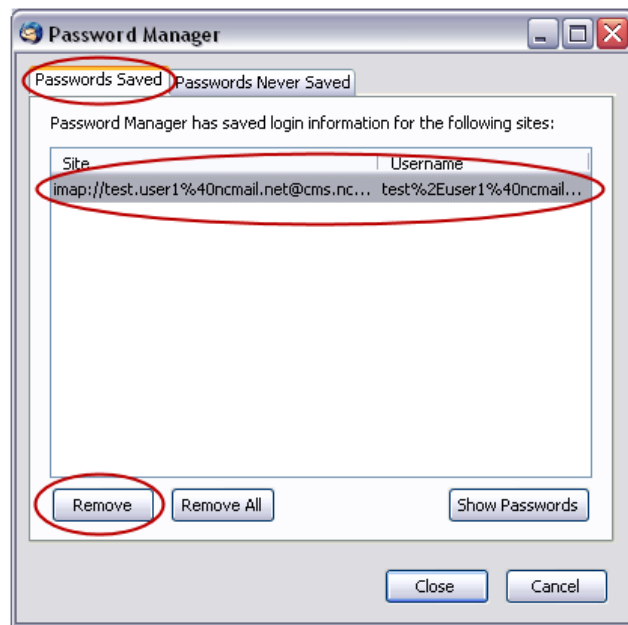 Password Manager
Passwords Saved Passwords Never Saved
Password Manager has saved login information for the following sites:
Site Username
imap://test.user1%40ncmail.net@cms.nc... test%2Euser1%40ncmail...
Remove Remove All Show Passwords
Close Cancel